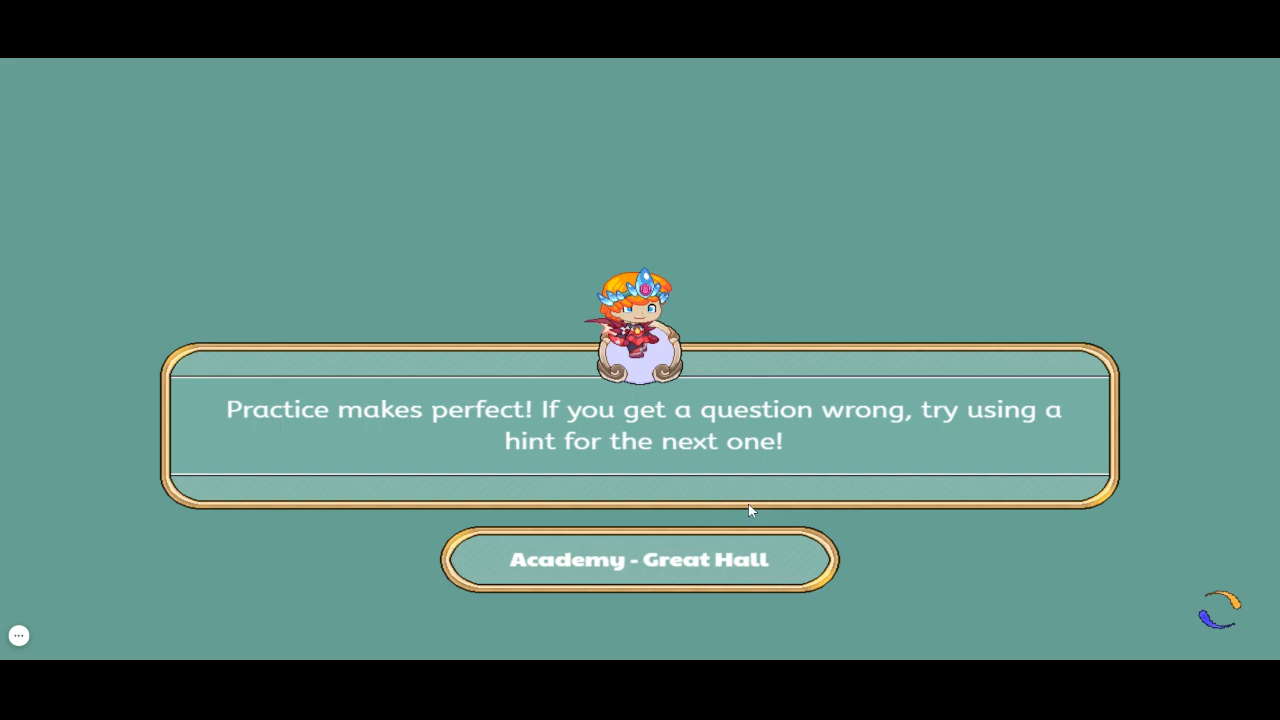 Practice makes perfect! If you get a question wrong, try using a
hint for the next one!
Academy - Great Hall